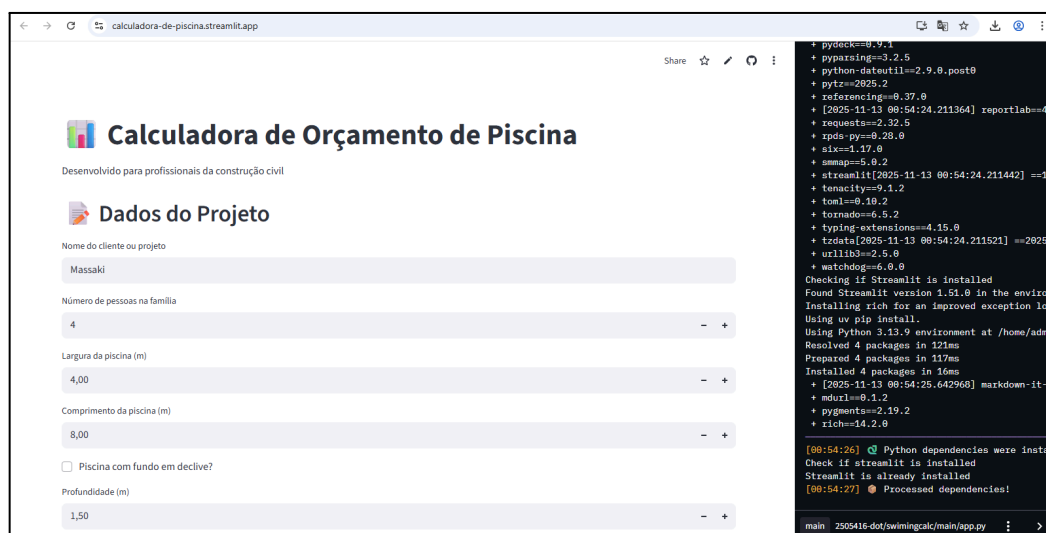 calculadora-de-piscina.streamlit.app
Share
Calculadora de Orçamento de Piscina
Desenvolvido para profissionais da construção civil
Dados do Projeto
Nome do cliente ou projeto
Massaki
Número de pessoas na família
4
Largura da piscina (m)
4,00
Comprimento da piscina (m)
8,00
Piscina com fundo em declive?
Profundidade (m)
1,50
+ pydeck==0.9.1
+ pyparsing==3.2.5
+ python-dateutil==2.9.0.post0
+ pytz==2025.2
+ referencing==0.37.0
+ [2025-11-13 00:54:24.211364] reportlab==4
+ requests==2.32.5
+ rpds-py==0.28.0
+ six==1.17.0
+ smmap==5.0.2
+ streamlit[2025-11-13 00:54:24.211442] ==1
+ tenacity==9.1.2
+ toml==0.10.2
+ tornado==6.5.2
+ typing-extensions==4.15.0
+ tzdata[2025-11-13 00:54:24.211521] ==2025
+ urllib3==2.5.0
+ watchdog==6.0.0
Checking if Streamlit is installed
Found Streamlit version 1.51.0 in the enviro
Installing rich for an improved exception lo
Using uv pip install.
Using Python 3.13.9 environment at /home/adm
Resolved 4 packages in 121ms
Prepared 4 packages in 117ms
Installed 4 packages in 16ms
+ [2025-11-13 00:54:25.642968] markdown-it-
+ mdurl==0.1.2
+ pygments==2.19.2
+ rich==14.2.0
[00:54:26] Python dependencies were insta
Check if streamlit is installed
Streamlit is already installed
[00:54:27] Processed dependencies!
main 2505416-dot/swimingcalc/main/app.py